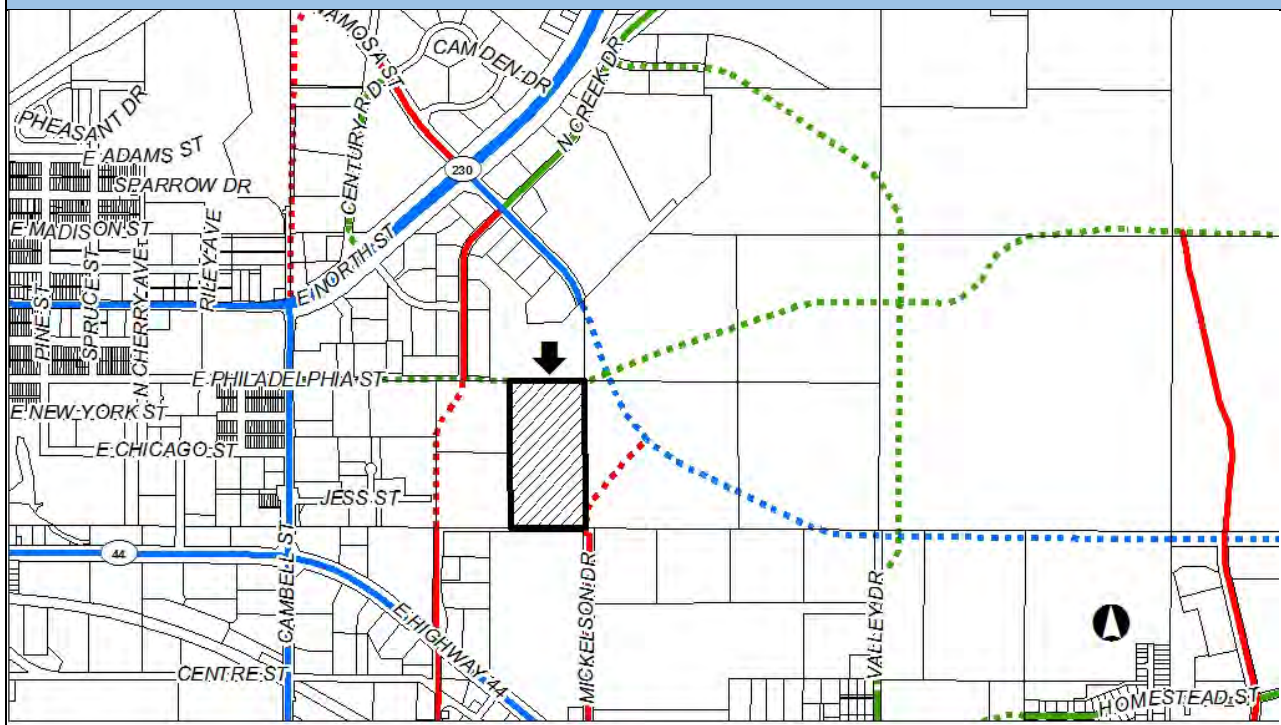 CAMDEN DR
N CREEK DR
CENTURY RD
PHEASANT DR
E ADAMS ST
SPARROW DR
230
E MADISON ST
E NORTH ST
PINE ST
SPRUCE ST
N CHERRY AVE
RILEY AVE
E PHILADELPHIA ST
E NEW YORK ST
E CHICAGO ST
JESS ST
44
CAMBELL ST
E HIGHWAY 44
MICKELSON DR
VALLEY DR
CENTRE ST
HOMESTEAD ST